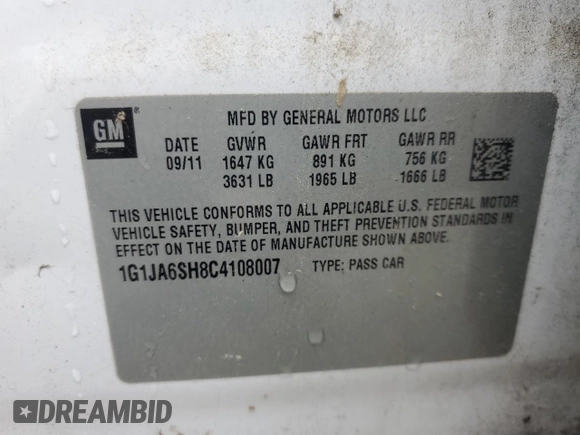 MFD BY GENERAL MOTORS LLC
GM®
DATE GVWR GAWR FRT GAWR RR
09/11 1647 KG 891 KG 756 KG
3631 LB 1965 LB 1666 LB
THIS VEHICLE CONFORMS TO ALL APPLICABLE U.S. FEDERAL MOTOR
VEHICLE SAFETY, BUMPER, AND THEFT PREVENTION STANDARDS IN
EFFECT ON THE DATE OF MANUFACTURE SHOWN ABOVE.
1G1JA6SH8C4108007 TYPE: PASS CAR
DREAMBID